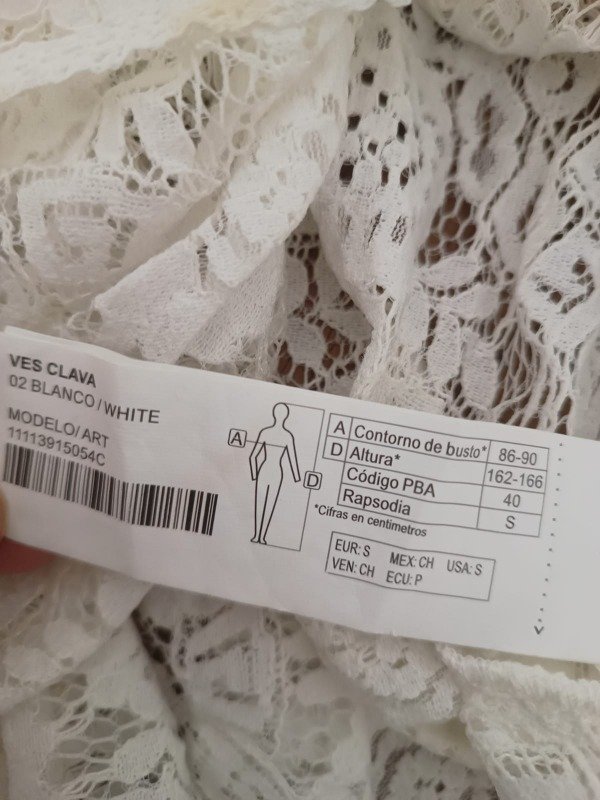 VES CLAVA
02 BLANCO/WHITE
MODELO/ART
11113915054C
A
D
A Contorno de busto* 86-90
D Altura* 162-166
Código PBA 40
Rapsodia S
*Cifras en centimetros
EUR: S MEX: CH USA: S
VEN: CH ECU: P